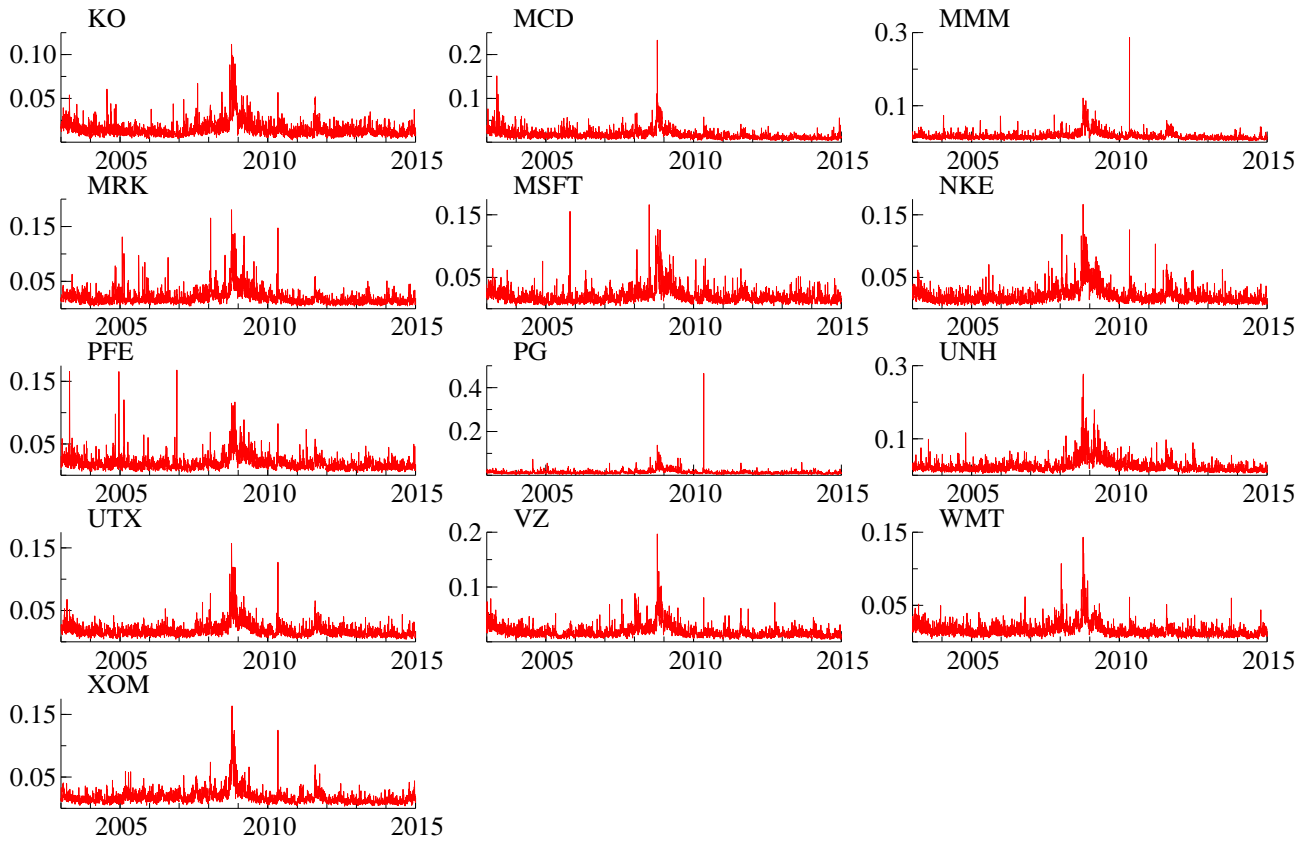 KO MCD MMM
0.10 0.2 0.3
0.05 0.1 0.1
2005 2010 2015 2005 2010 2015 2005 2010 2015
MRK MSFT NKE
0.15 0.15 0.15
0.05 0.05 0.05
2005 2010 2015 2005 2010 2015 2005 2010 2015
PFE PG UNH
0.15 0.4 0.3
0.05 0.2 0.1
2005 2010 2015 2005 2010 2015 2005 2010 2015
UTX VZ WMT
0.15 0.2 0.15
0.05 0.1 0.05
2005 2010 2015 2005 2010 2015 2005 2010 2015
XOM
0.15
0.05
2005 2010 2015